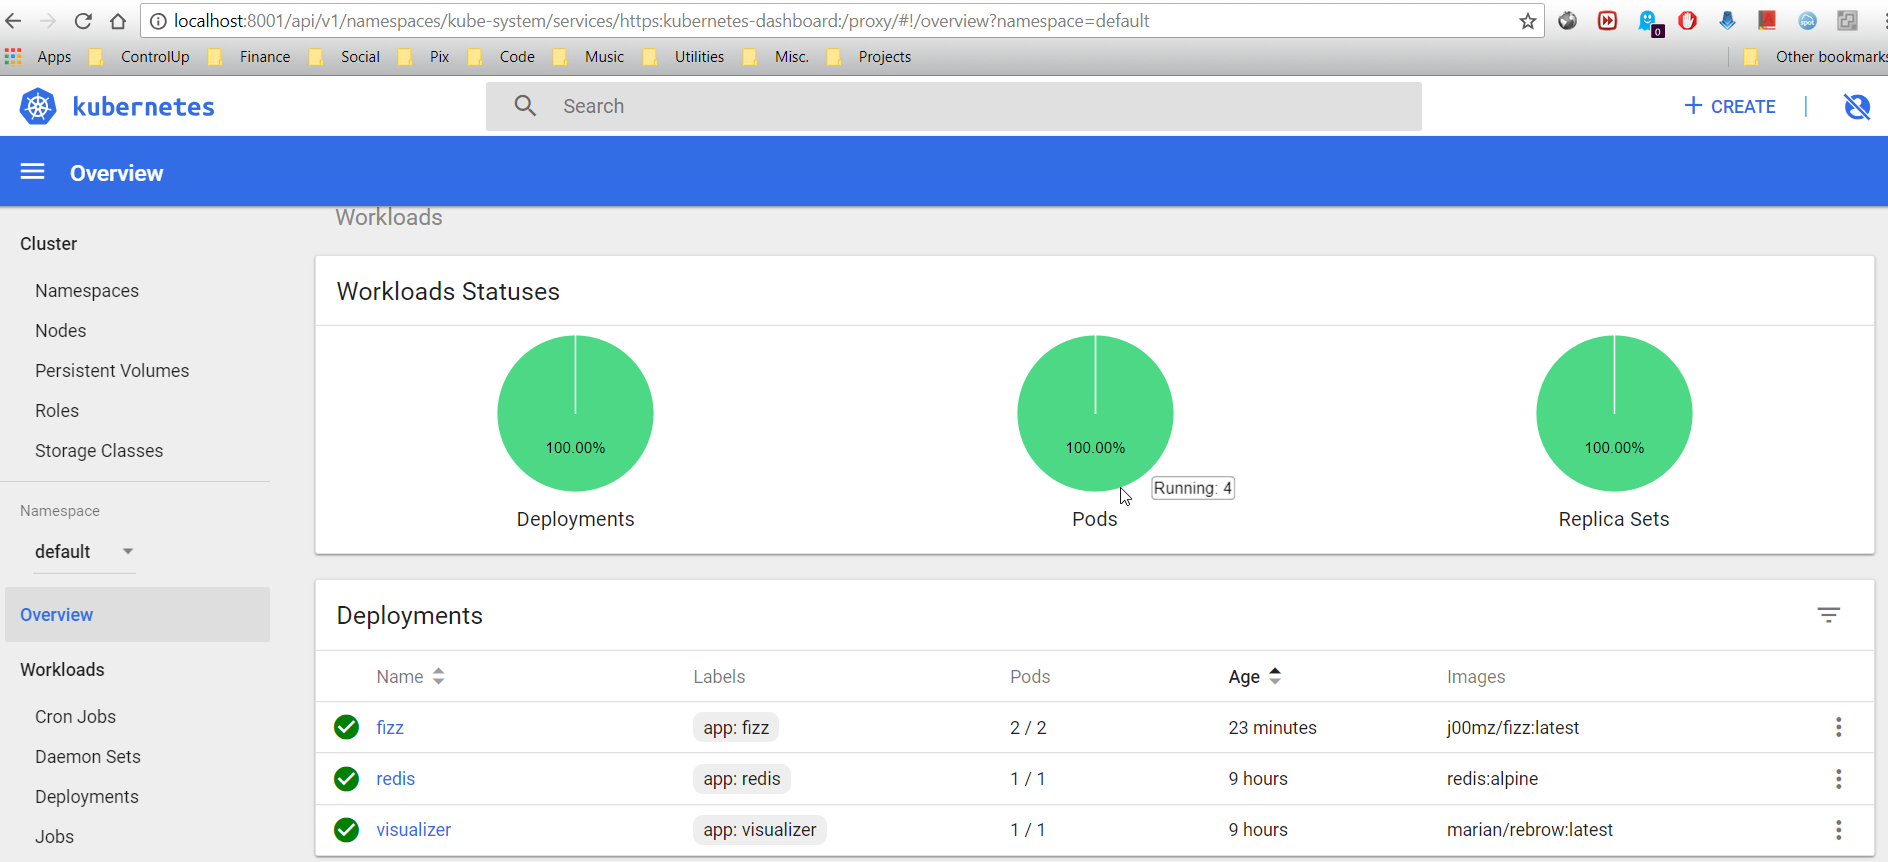 localhost:8001/api/v1/namespaces/kube-system/services/https:kubernetes-dashboard:/proxy/#!/overview?namespace=default
0
spot
Apps ControlUp Finance Social Pix Code Music Utilities Misc. Projects Other bookmarks
kubernetes
Search
+ CREATE
Overview
Cluster
Namespaces
Nodes
Persistent Volumes
Roles
Storage Classes
Namespace
default
Overview
Workloads
Cron Jobs
Daemon Sets
Deployments
Jobs
Workloads
Workloads Statuses
100.00% 100.00% 100.00%
Running: 4
Deployments Pods Replica Sets
Deployments
Name Labels Pods Age Images
fizz app: fizz 2 / 2 23 minutes j00mz/fizz:latest
redis app: redis 1 / 1 9 hours redis:alpine
visualizer app: visualizer 1 / 1 9 hours marian/rebrow:latest